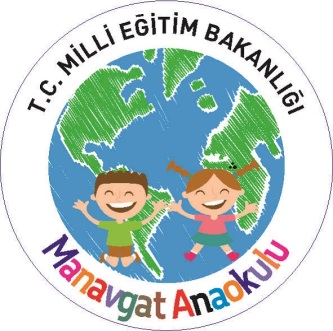 T.C. MİLLİ EĞİTİM BAKANLIĞI
Manavgat Anaokulu